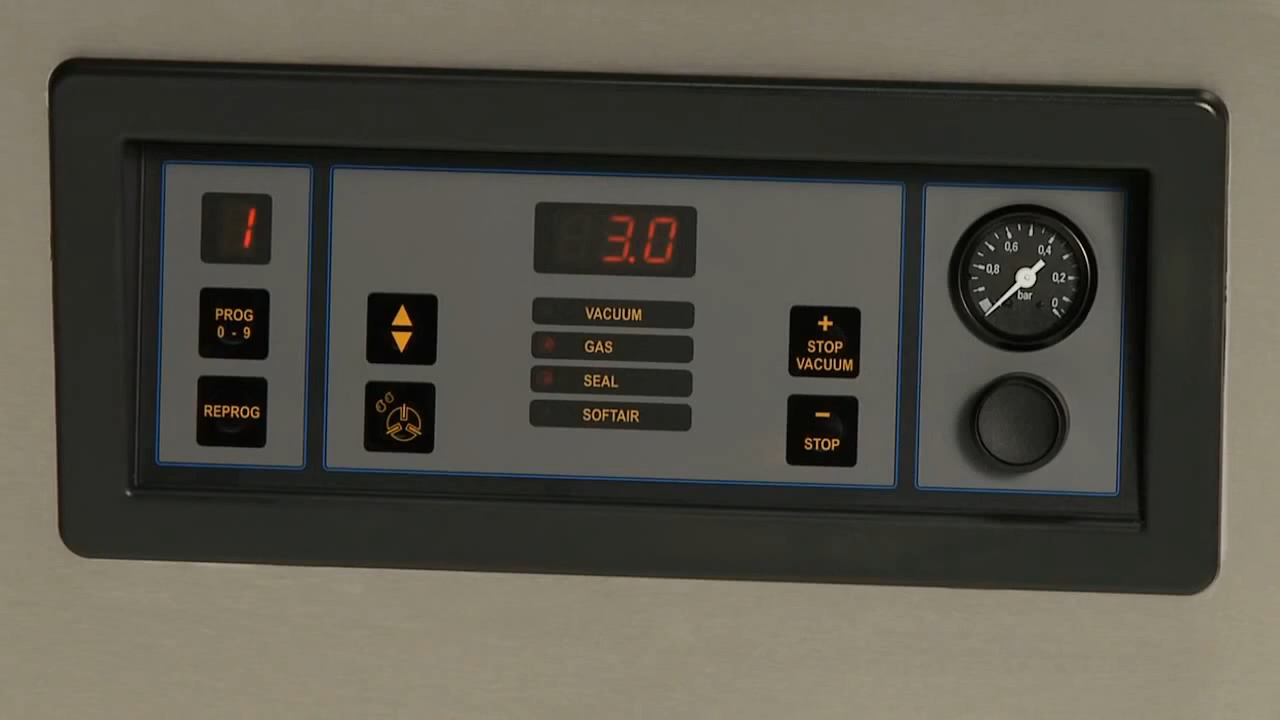 1
PROG
0 - 9
REPROG
3.0
VACUUM
GAS
SEAL
SOFTAIR
+
STOP
VACUUM
-
STOP
0,8
0,6
0,4
0,2
0
bar